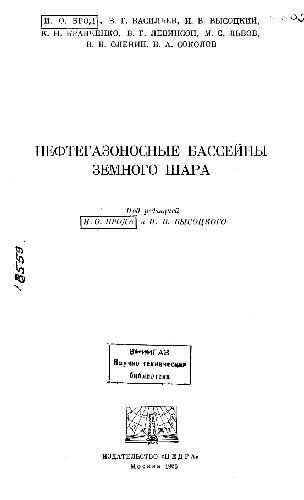 И. О. БРОД, В. Г. ВАСИЛЬЕВ, И. В. ВЫСОЦКИЙ,
К. Н. КРАВЧЕНКО, В. Г. ЛЕВИНСОН, М. С. ЛЬВОВ,
В. Б. ОЛЕНИН, Б. А. СОКОЛОВ
НЕФТЕГАЗОНОСНЫЕ БАССЕЙНЫ
ЗЕМНОГО ШАРА
Под редакцией
И. О. БРОДА и И. В. ВЫСОЦКОГО
18559
ВНИИГАЗ
Научно техническая
библиотека
ИЗДАТЕЛЬСТВО «НЕДРА»
Москва 1965